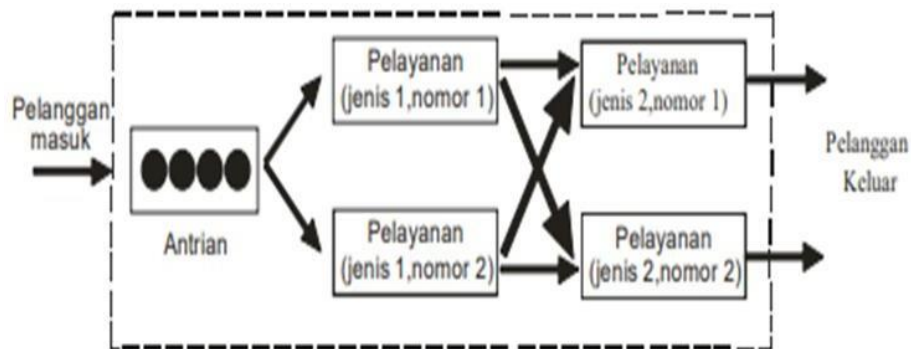 Pelanggan
masuk
Antrian
Pelayanan
(jenis 1,nomor 1)
Pelayanan
(jenis 1,nomor 2)
Pelayanan
(jenis 2,nomor 1)
Pelayanan
(jenis 2,nomor 2)
Pelanggan
Keluar